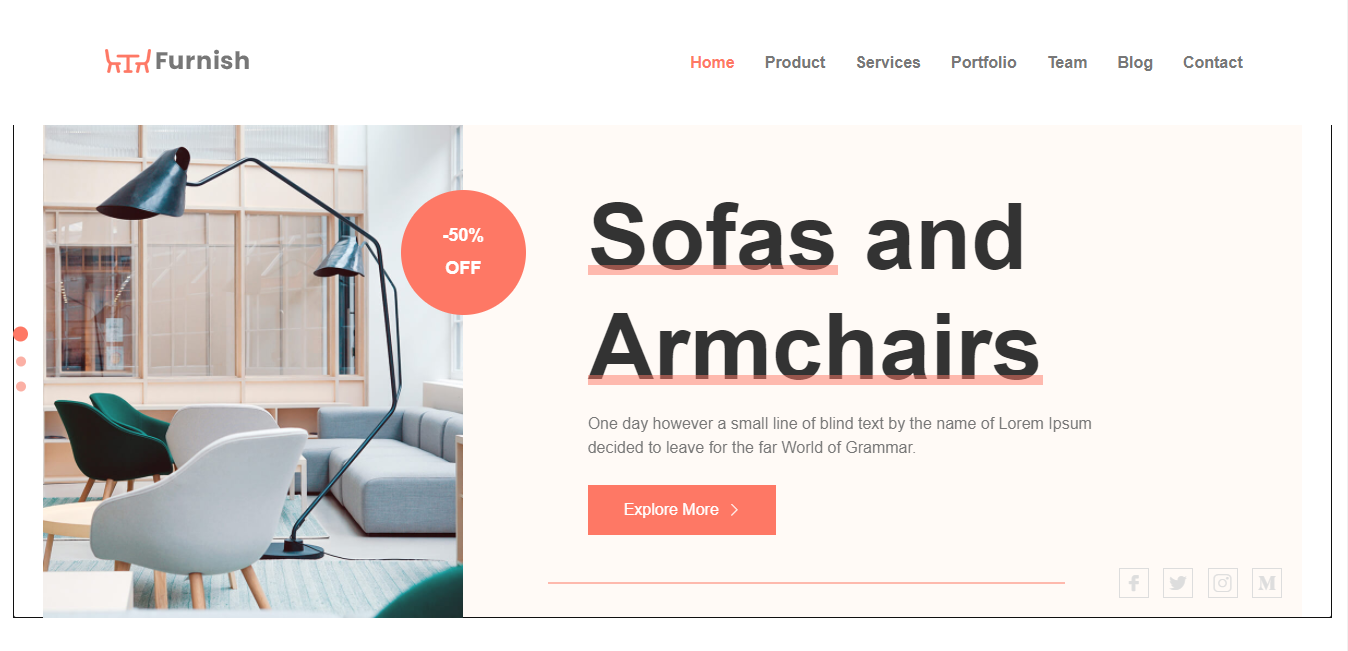 Furnish
Home Product Services Portfolio Team Blog Contact
-50%
OFF
Sofas and
Armchairs
One day however a small line of blind text by the name of Lorem Ipsum
decided to leave for the far World of Grammar.
Explore More